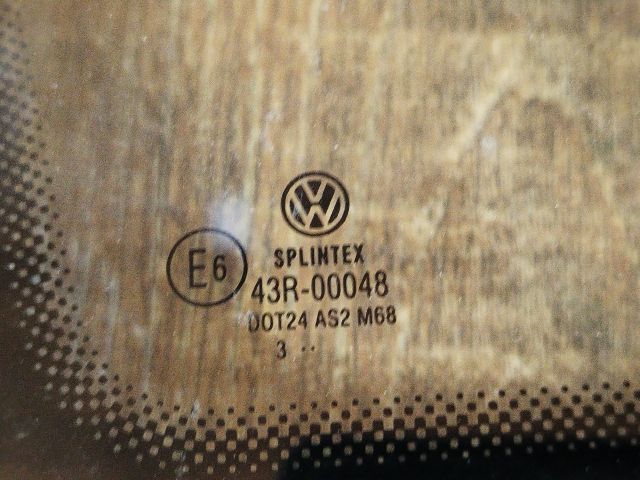 SPLINTEX
E6
43R-00048
DOT24 AS2 M68
3 ··